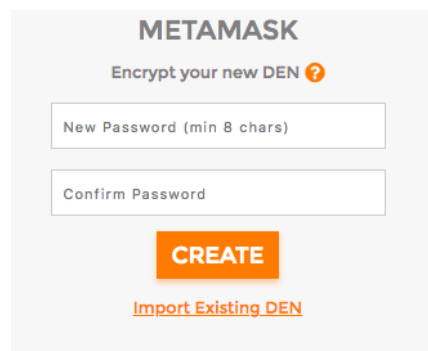 METAMASK
Encrypt your new DEN ?
New Password (min 8 chars)
Confirm Password
CREATE
Import Existing DEN